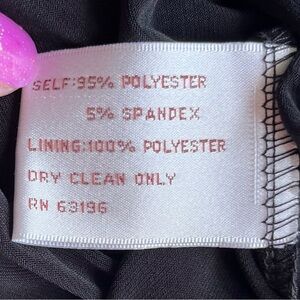 SELF:95% POLYESTER
5% SPANDEX
LINING:100% POLYESTER
DRY CLEAN ONLY
RN 63196